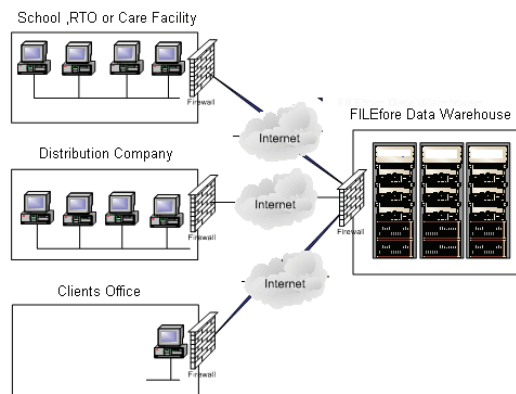 School ,RTO or Care Facility
Firewall
Internet
FILEfore Data Warehouse
Distribution Company
Internet
Firewall
Firewall
Clients Office
Internet
Firewall